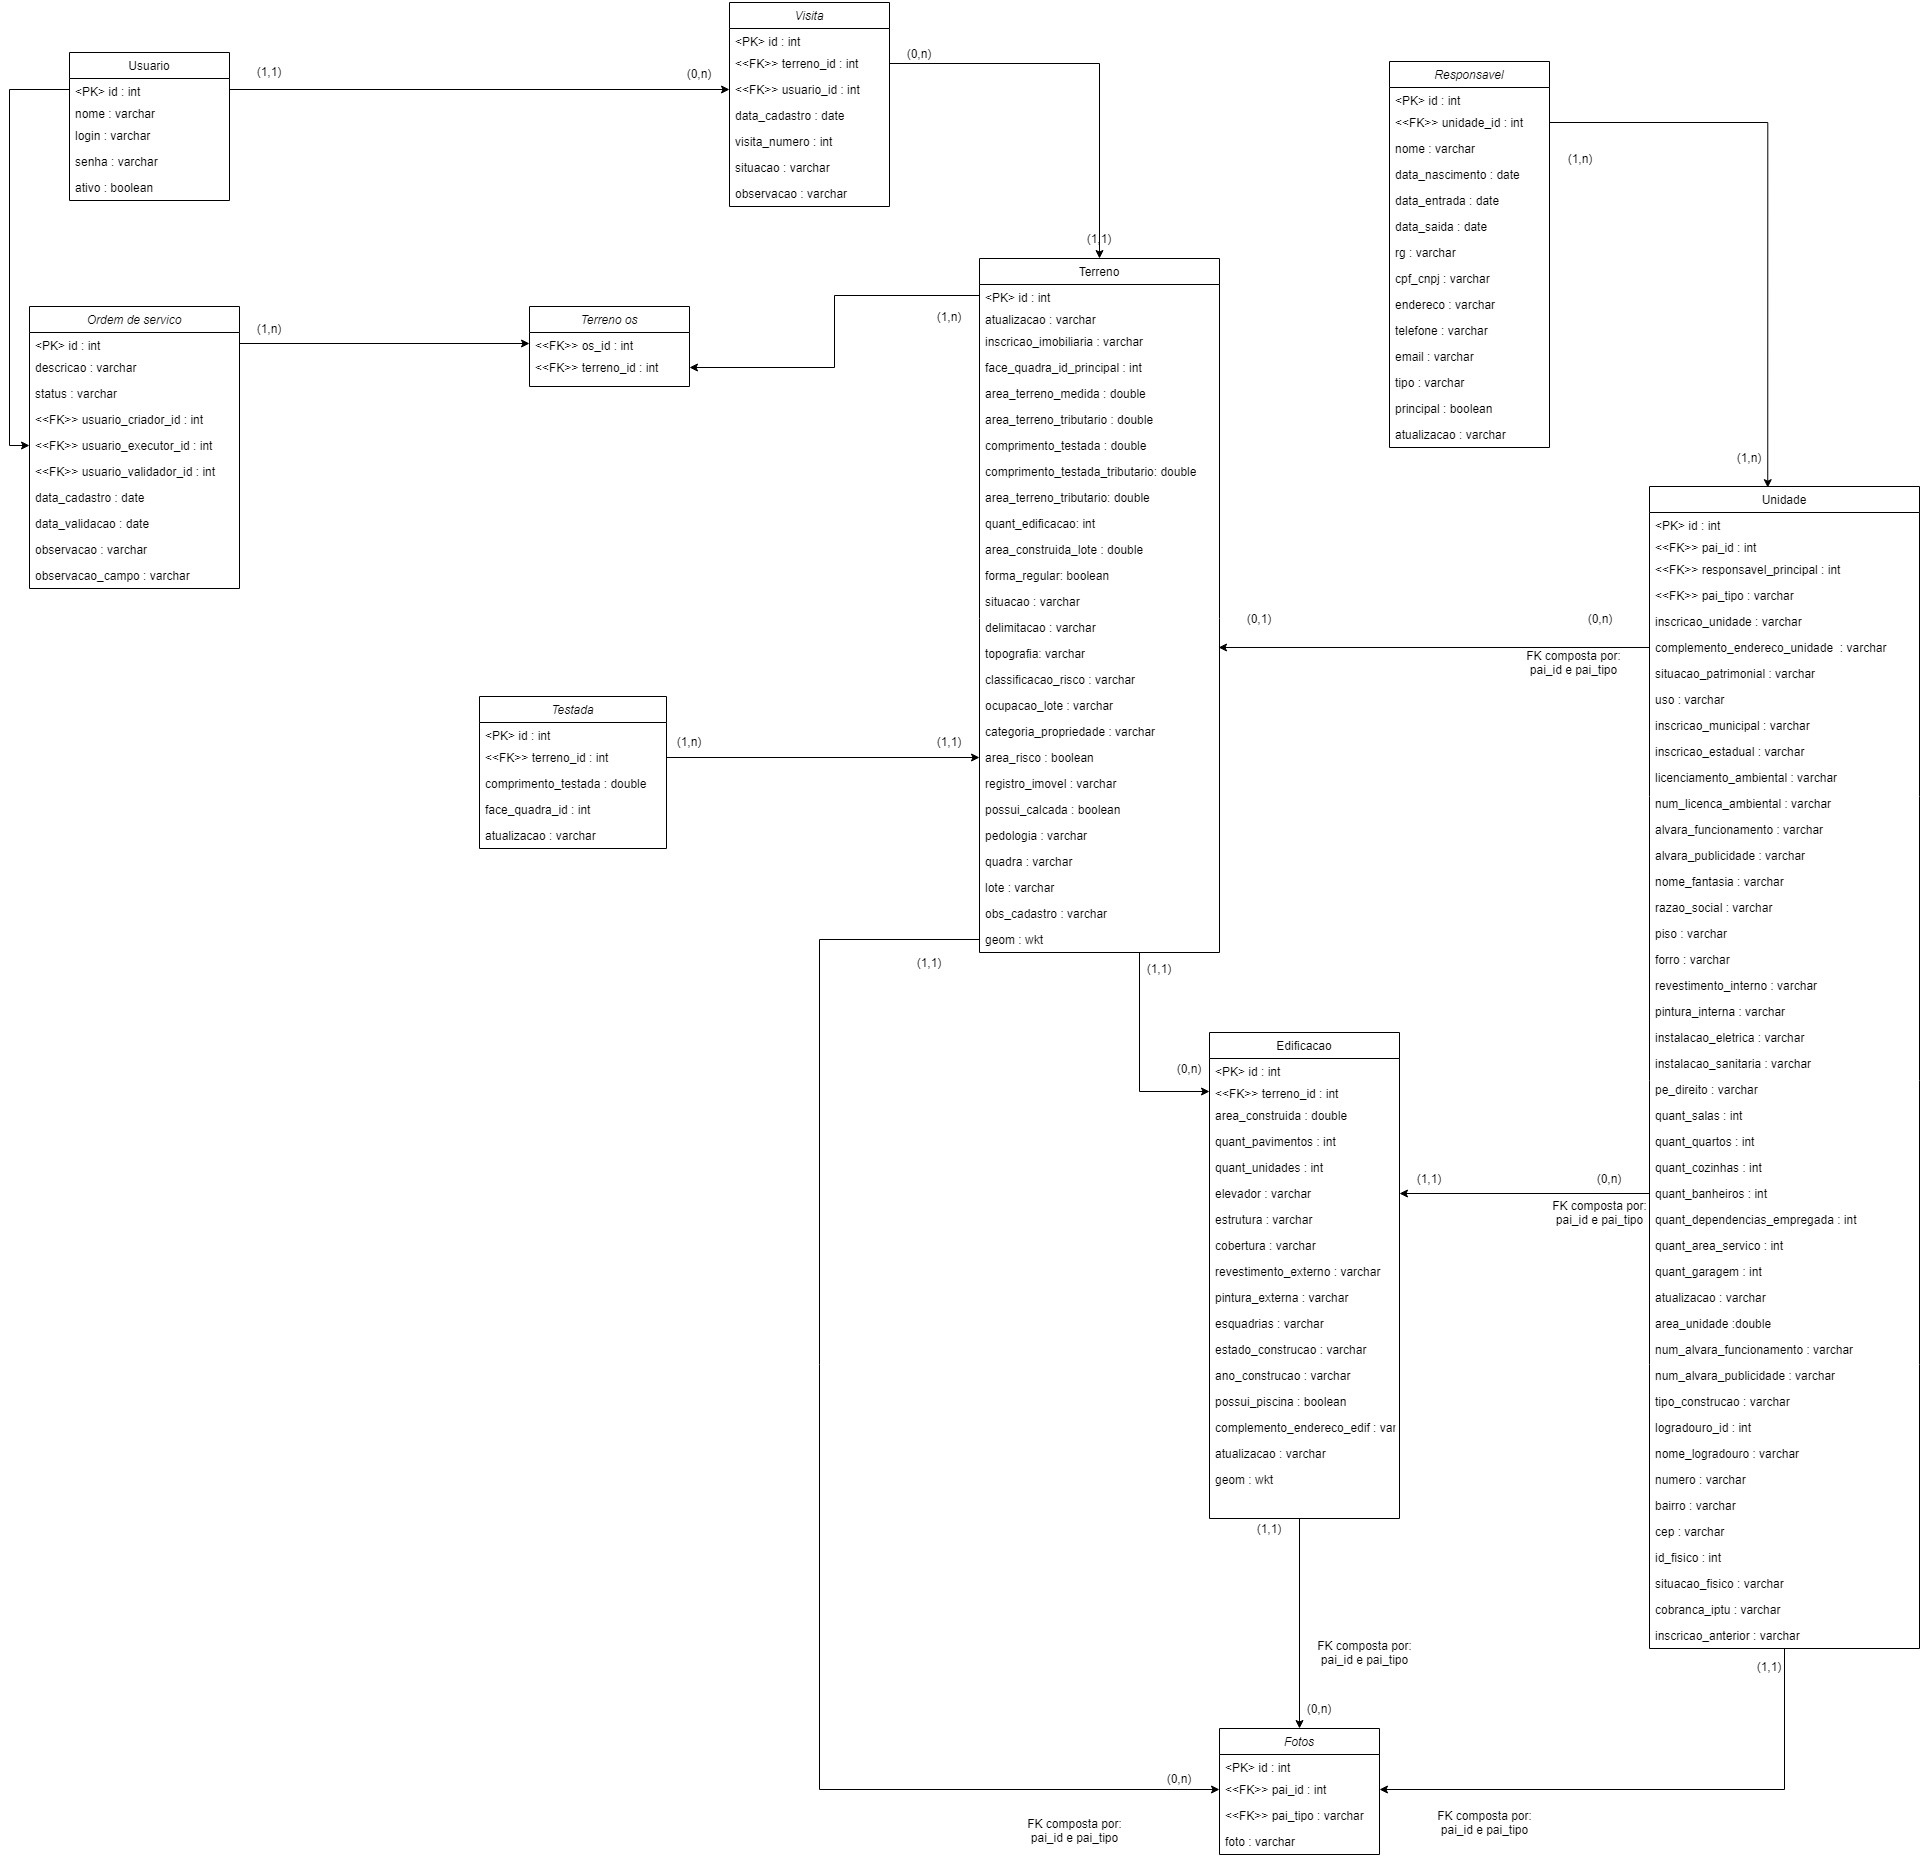 Visita
<PK> id : int
<<FK>> terreno_id : int
<<FK>> usuario_id : int
data_cadastro : date
visita_numero : int
situacao : varchar
observacao : varchar
Usuario
<PK> id : int
nome : varchar
login : varchar
senha : varchar
ativo : boolean
(1,1)
(0,n)
(0,n)
(1,1)
Responsavel
<PK> id : int
<<FK>> unidade_id : int
nome : varchar
data_nascimento : date
data_entrada : date
data_saida : date
rg : varchar
cpf_cnpj : varchar
endereco : varchar
telefone : varchar
email : varchar
tipo : varchar
principal : boolean
atualizacao : varchar
(1,n)
(1,n)
Ordem de servico
<PK> id : int
descricao : varchar
status : varchar
<<FK>> usuario_criador_id : int
<<FK>> usuario_executor_id : int
<<FK>> usuario_validador_id : int
data_cadastro : date
data_validacao : date
observacao : varchar
observacao_campo : varchar
(1,n)
Terreno os
<<FK>> os_id : int
<<FK>> terreno_id : int
(1,n)
Terreno
<PK> id : int
atualizacao : varchar
inscricao_imobiliaria : varchar
face_quadra_id_principal : int
area_terreno_medida : double
area_terreno_tributario : double
comprimento_testada : double
comprimento_testada_tributario: double
area_terreno_tributario: double
quant_edificacao: int
area_construida_lote : double
forma_regular: boolean
situacao : varchar
delimitacao : varchar
topografia: varchar
classificacao_risco : varchar
ocupacao_lote : varchar
categoria_propriedade : varchar
area_risco : boolean
registro_imovel : varchar
possui_calcada : boolean
pedologia : varchar
quadra : varchar
lote : varchar
obs_cadastro : varchar
geom : wkt
Testada
<PK> id : int
<<FK>> terreno_id : int
comprimento_testada : double
face_quadra_id : int
atualizacao : varchar
(1,n)
(1,1)
(0,1)
(0,n)
FK composta por:
pai_id e pai_tipo
Unidade
<PK> id : int
<<FK>> pai_id : int
<<FK>> responsavel_principal : int
<<FK>> pai_tipo : varchar
inscricao_unidade : varchar
complemento_endereco_unidade : varchar
situacao_patrimonial : varchar
uso : varchar
inscricao_municipal : varchar
inscricao_estadual : varchar
licenciamento_ambiental : varchar
num_licenca_ambiental : varchar
alvara_funcionamento : varchar
alvara_publicidade : varchar
nome_fantasia : varchar
razao_social : varchar
piso : varchar
forro : varchar
revestimento_interno : varchar
pintura_interna : varchar
instalacao_eletrica : varchar
instalacao_sanitaria : varchar
pe_direito : varchar
quant_salas : int
quant_quartos : int
quant_cozinhas : int
quant_banheiros : int
quant_dependencias_empregada : int
quant_area_servico : int
quant_garagem : int
atualizacao : varchar
area_unidade :double
num_alvara_funcionamento : varchar
num_alvara_publicidade : varchar
tipo_construcao : varchar
logradouro_id : int
nome_logradouro : varchar
numero : varchar
bairro : varchar
cep : varchar
id_fisico : int
situacao_fisico : varchar
cobranca_iptu : varchar
inscricao_anterior : varchar
(1,1)
(1,1)
(0,n)
Edificacao
<PK> id : int
<<FK>> terreno_id : int
area_construida : double
quant_pavimentos : int
quant_unidades : int
elevador : varchar
estrutura : varchar
cobertura : varchar
revestimento_externo : varchar
pintura_externa : varchar
esquadrias : varchar
estado_construcao : varchar
ano_construcao : varchar
possui_piscina : boolean
complemento_endereco_edif : var
atualizacao : varchar
geom : wkt
(1,1)
(0,n)
FK composta por:
pai_id e pai_tipo
(1,1)
FK composta por:
pai_id e pai_tipo
(0,n)
(1,1)
Fotos
<PK> id : int
<<FK>> pai_id : int
<<FK>> pai_tipo : varchar
foto : varchar
(0,n)
FK composta por:
pai_id e pai_tipo
FK composta por:
pai_id e pai_tipo